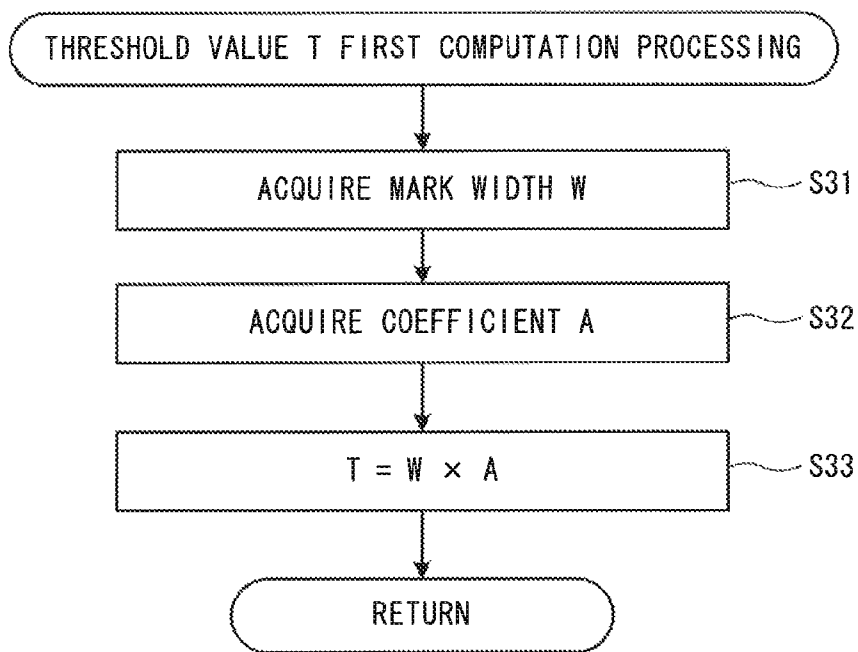 THRESHOLD VALUE T FIRST COMPUTATION PROCESSING
ACQUIRE MARK WIDTH W
S31
ACQUIRE COEFFICIENT A
S32
T = W × A
S33
RETURN